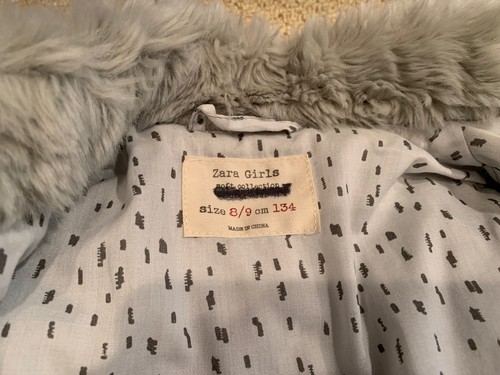 Zara Girls
soft collection
size 8/9 cm 134
MADE IN CHINA